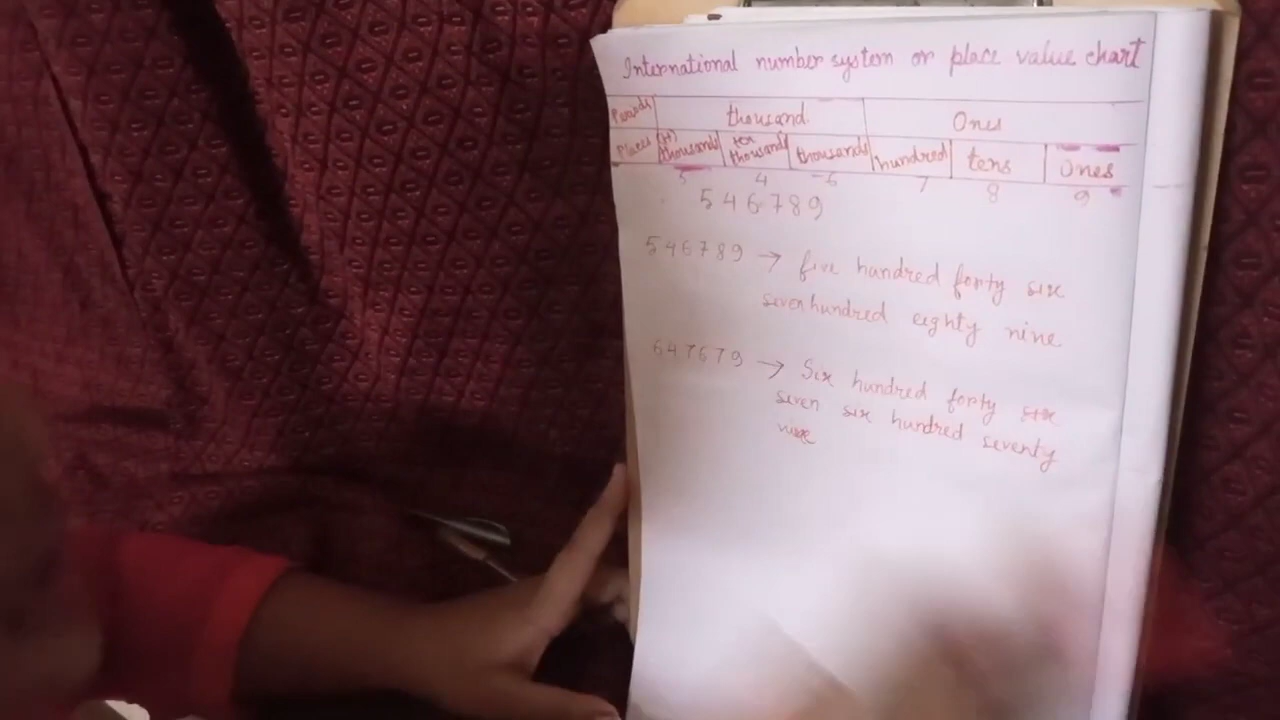 International number system or place value chart
Periods thousand Ones
Places (H) thousands ten thousand thousands hundred tens Ones
5 4 6 7 8 9
546789
546789 → five hundred forty six
seven hundred eighty nine
647679 → Six hundred forty six
seven six hundred seventy
nine